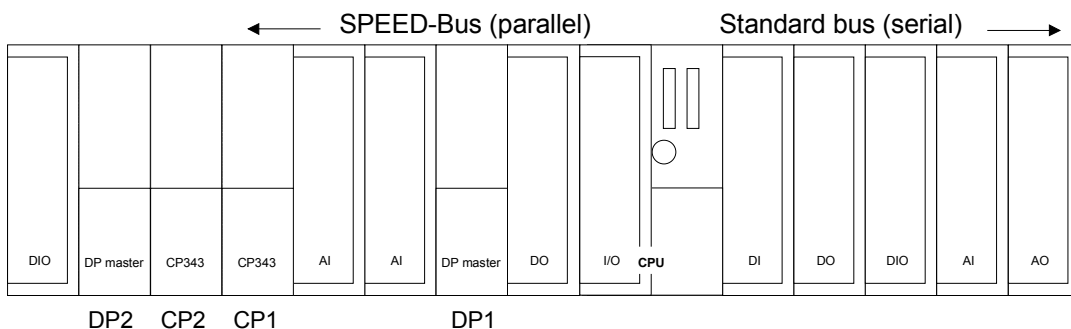 SPEED-Bus (parallel) Standard bus (serial)
DIO DP master CP343 CP343 AI AI DP master DO I/O CPU DI DO DIO AI AO
DP2 CP2 CP1 DP1